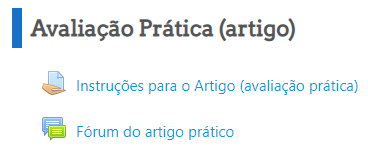 Avaliação Prática (artigo)
Instruções para o Artigo (avaliação prática)
Fórum do artigo prático